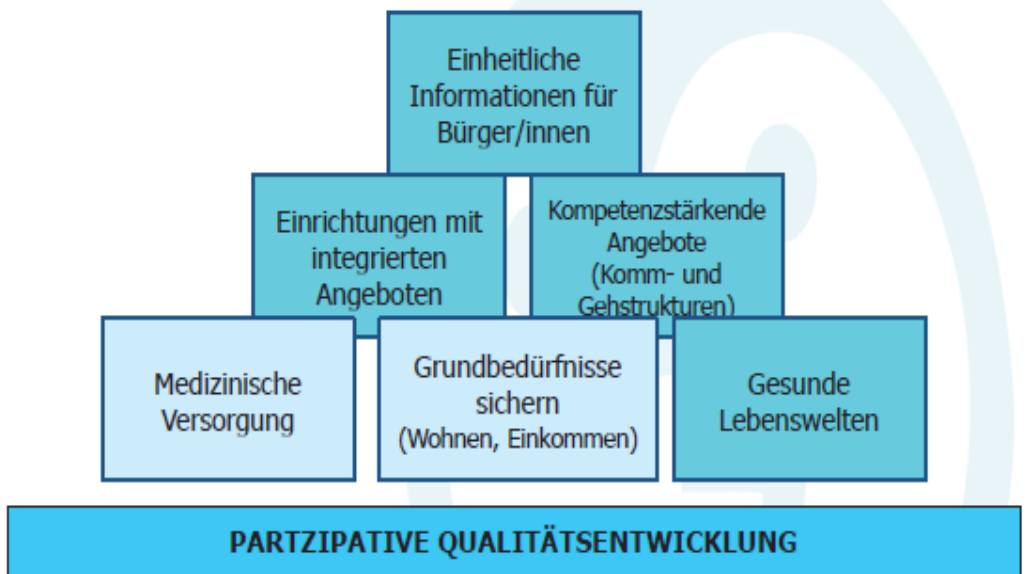 Einheitliche
Informationen für
Bürger/innen
Einrichtungen mit
integrierten
Angeboten
Kompetenzstärkende
Angebote
(Komm- und
Gehstrukturen)
Medizinische
Versorgung
Grundbedürfnisse
sichern
(Wohnen, Einkommen)
Gesunde
Lebenswelten
PARTZIPATIVE QUALITÄTSENTWICKLUNG